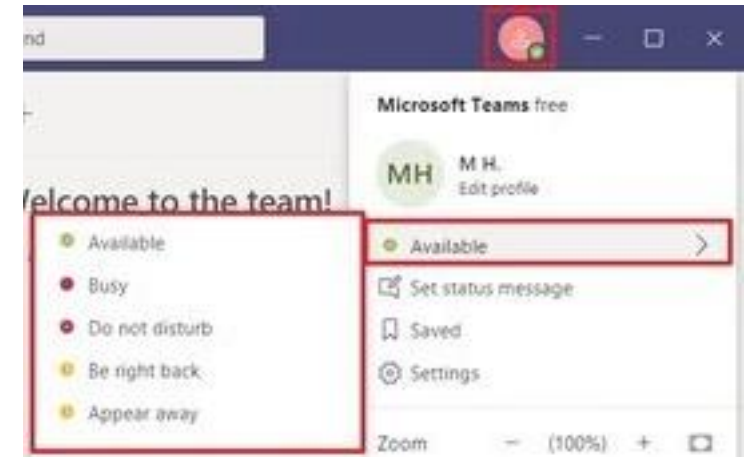 nd
Microsoft Teams free
MH
M H.
Edit profile
elcome to the team!
Available
Busy
Do not disturb
Be right back
Appear away
Available
Set status message
Saved
Settings
Zoom − (100%) +